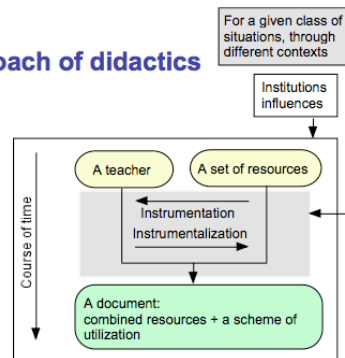 For a given class of
situations, through
different contexts
oach of didactics
Institutions
influences
A teacher
A set of resources
Instrumentation
Instrumentalization
Course of time
A document:
combined resources + a scheme of
utilization